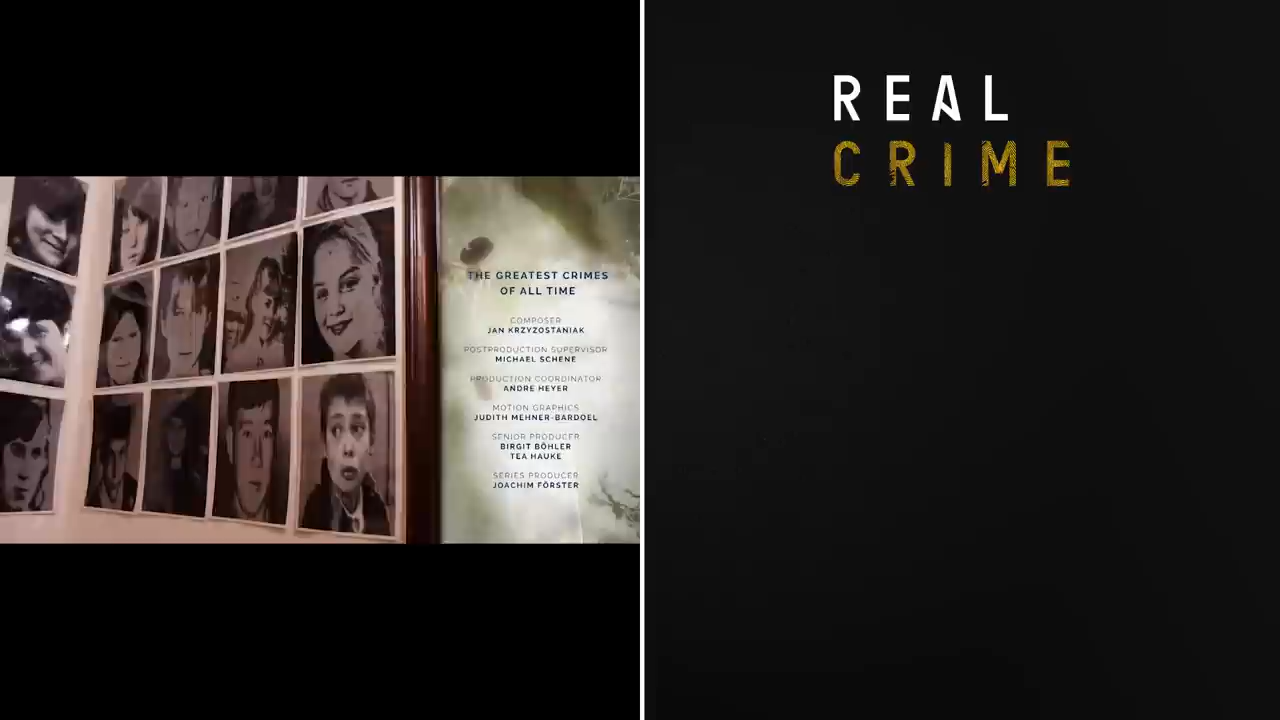 THE GREATEST CRIMES
OF ALL TIME
COMPOSER
JAN KRZYZOSTANIAK
POSTPRODUCTION SUPERVISOR
MICHAEL SCHENE
PRODUCTION COORDINATOR
ANDRE HEYER
MOTION GRAPHICS
JUDITH MEHNER-BARDOEL
SENIOR PRODUCER
BIRGIT BÖHLER
TEA HAUKE
SERIES PRODUCER
JOACHIM FÖRSTER
REAL
CRIME